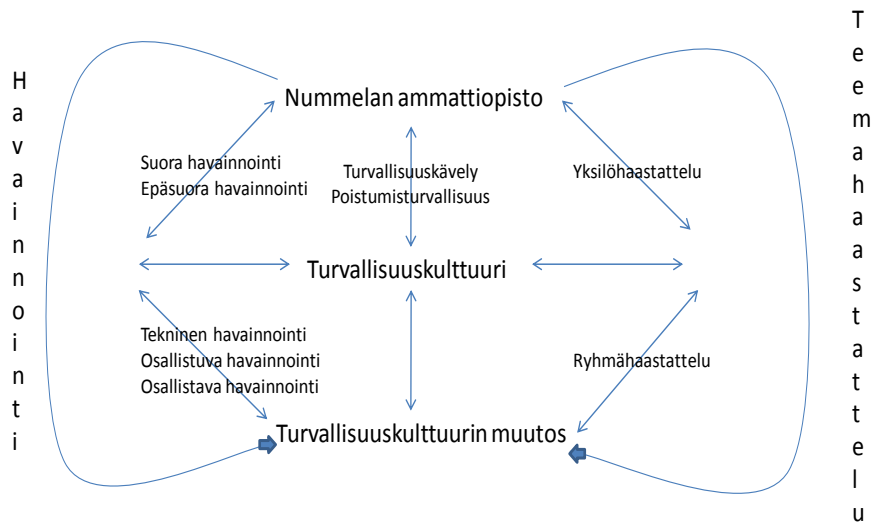 Havainnointi
Nummelan ammattiopisto
Suora havainnointi
Epäsuora havainnointi
Turvallisuuskävely
Poistumisturvallisuus
Yksilöhaastattelu
Turvallisuuskulttuuri
Tekninen havainnointi
Osallistuva havainnointi
Osallistava havainnointi
Ryhmähaastattelu
Turvallisuuskulttuurin muutos
Teemahaastattelu